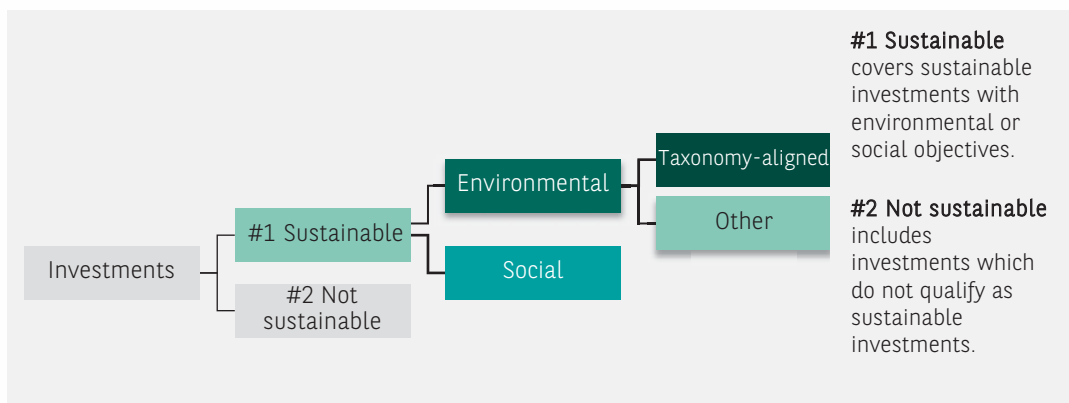 Investments
#1 Sustainable
#2 Not
sustainable
Environmental
Social
Taxonomy-aligned
Other
#1 Sustainable
covers sustainable
investments with
environmental or
social objectives.
#2 Not sustainable
includes
investments which
do not qualify as
sustainable
investments.